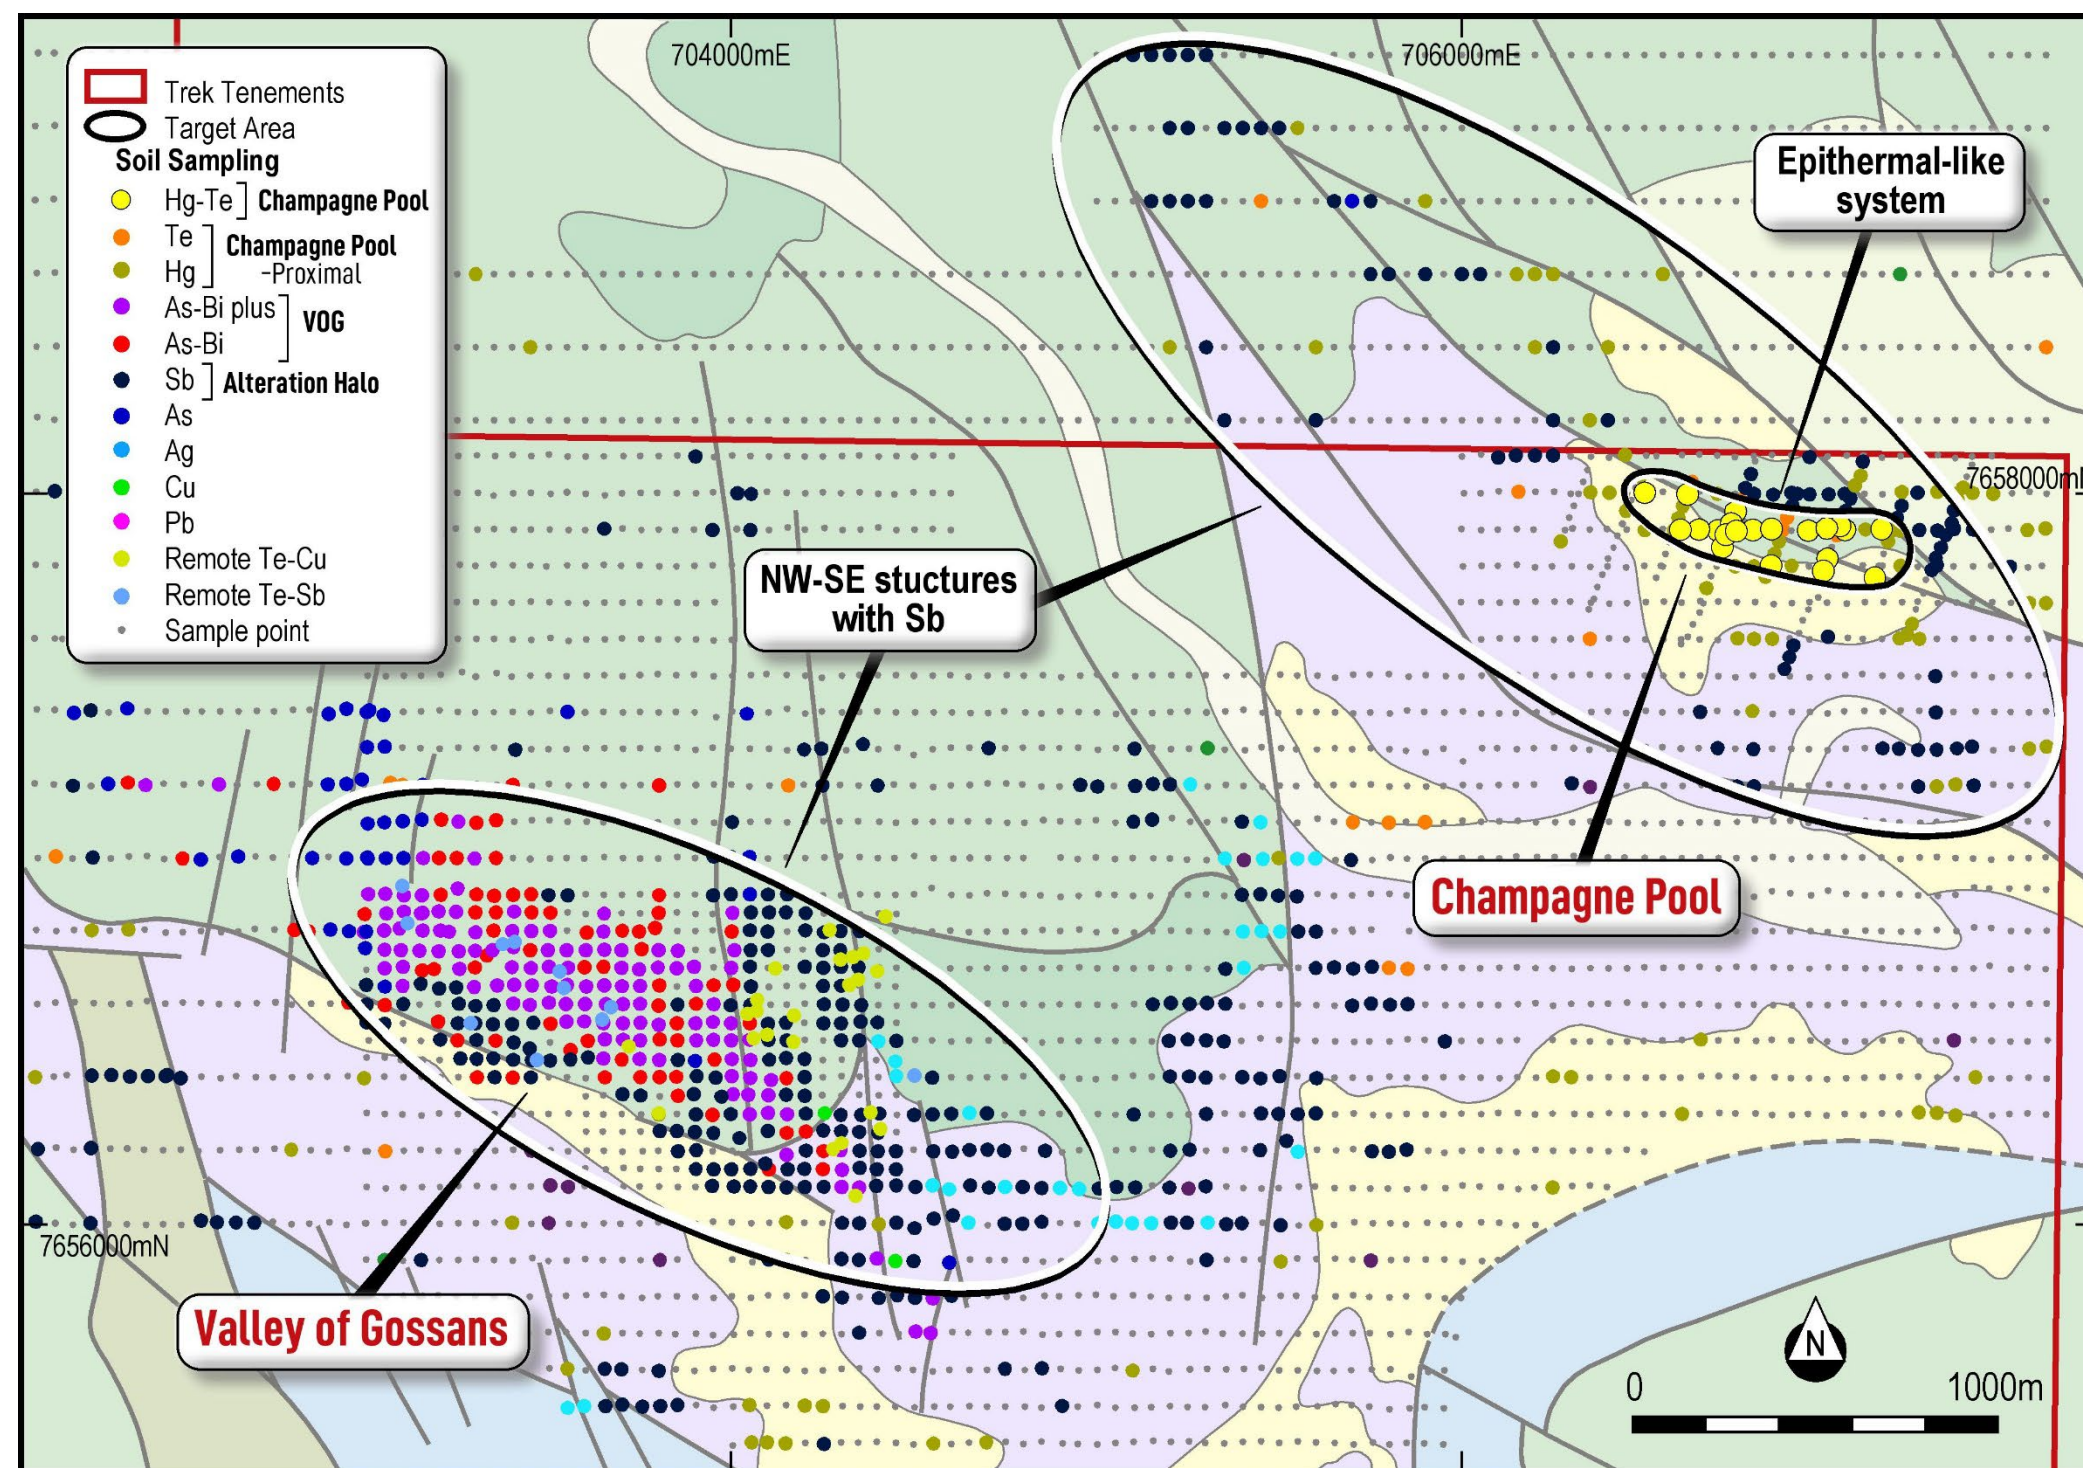 704000mE
706000mE
Trek Tenements
Target Area
Soil Sampling
Hg-Te
Champagne Pool
Te
Hg
Champagne Pool
-Proximal
As-Bi plus
As-Bi
VOG
Sb
Alteration Halo
As
Ag
Cu
Pb
Remote Te-Cu
Remote Te-Sb
Sample point
Epithermal-like
system
7658000m
NW-SE stuctures
with Sb
Champagne Pool
7656000mN
Valley of Gossans
N
0
1000m